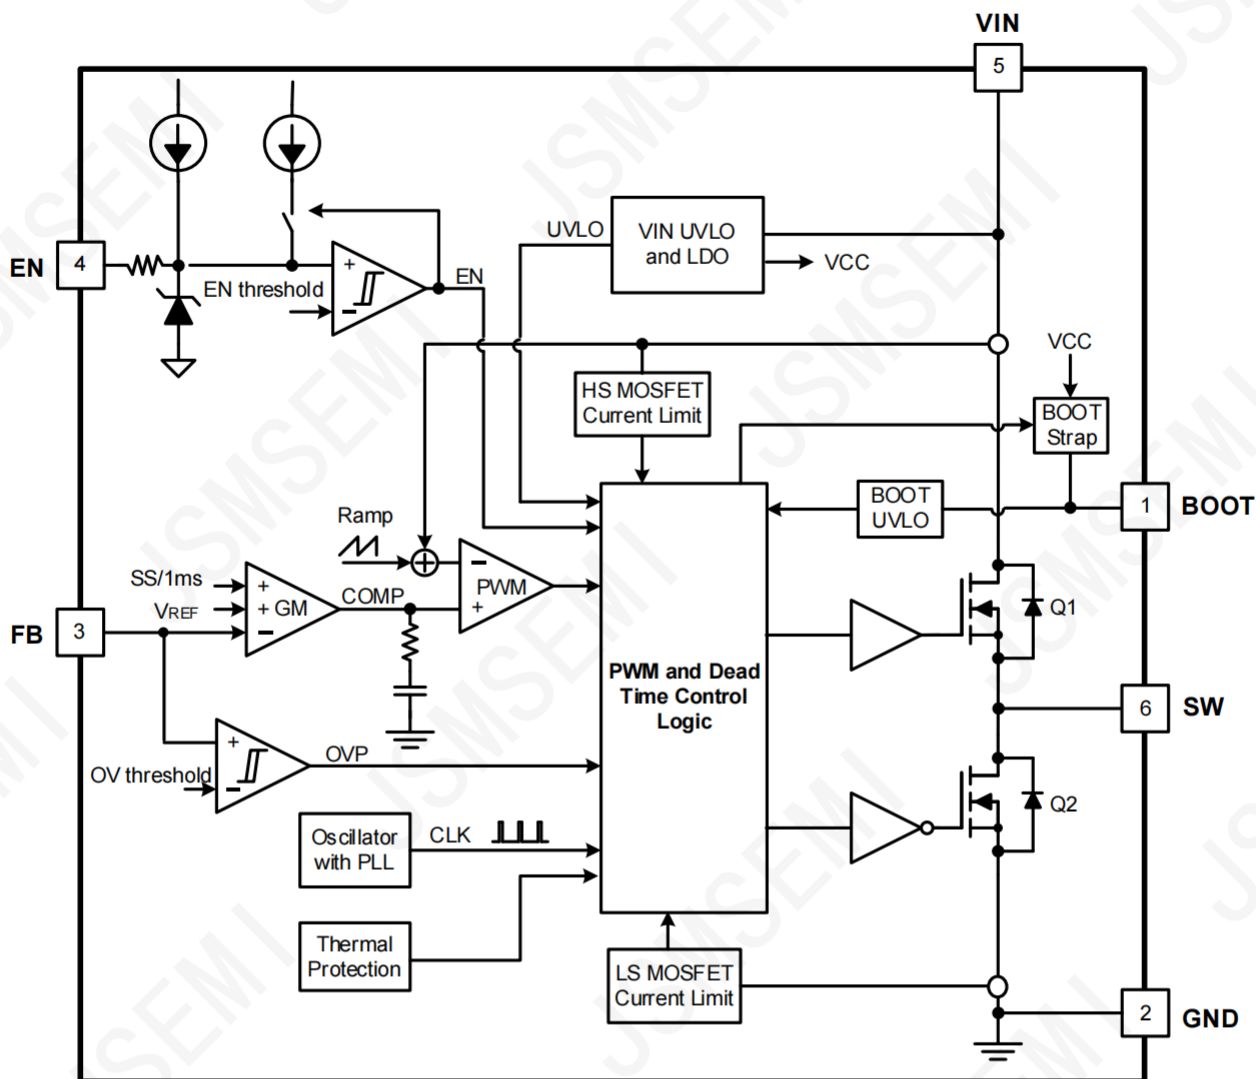 VIN
5
UVLO
VIN UVLO
and LDO
VCC
EN
4
EN threshold
+
−
EN
VCC
HS MOSFET
Current Limit
BOOT
Strap
BOOT
UVLO
1
BOOT
Ramp
SS/1ms
VREF
+
+
−
GM
COMP
−
+
PWM
FB
3
Q1
PWM and Dead
Time Control
Logic
6
SW
OV threshold
+
−
OVP
Q2
Oscillator
with PLL
CLK
Thermal
Protection
LS MOSFET
Current Limit
2
GND
JSMSEMI